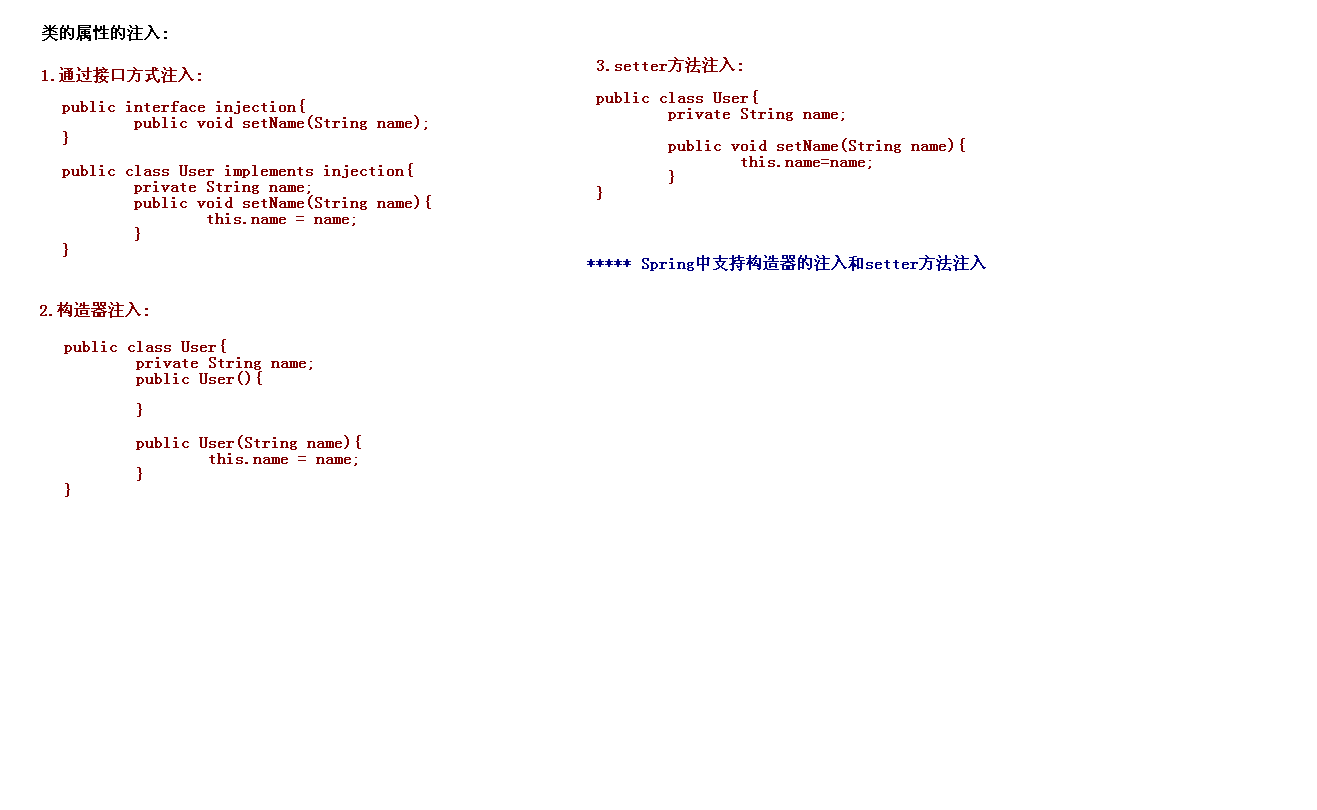 类的属性的注入:
1.通过接口方式注入:
public interface injection{
public void setName(String name);
}
public class User implements injection{
private String name;
public void setName(String name){
this.name = name;
}
}
2.构造器注入:
public class User{
private String name;
public User(){
}
public User(String name){
this.name = name;
}
}
3.setter方法注入:
public class User{
private String name;
public void setName(String name){
this.name=name;
}
}
***** Spring中支持构造器的注入和setter方法注入